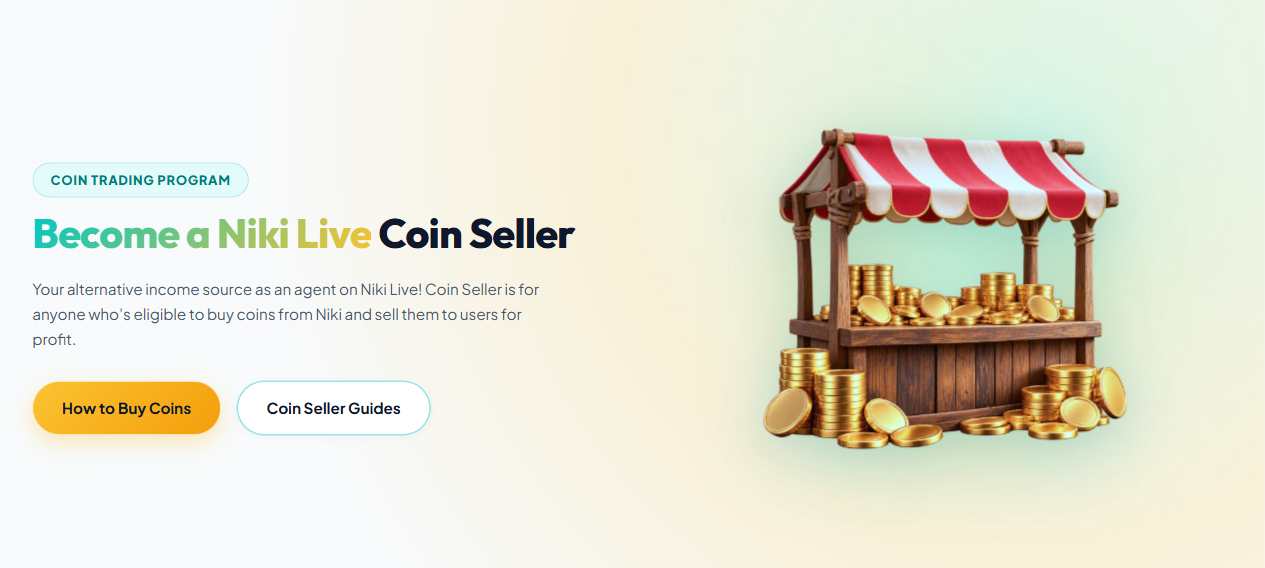 COIN TRADING PROGRAM
Become a Niki Live Coin Seller
Your alternative income source as an agent on Niki Live! Coin Seller is for
anyone who's eligible to buy coins from Niki and sell them to users for
profit.
How to Buy Coins
Coin Seller Guides